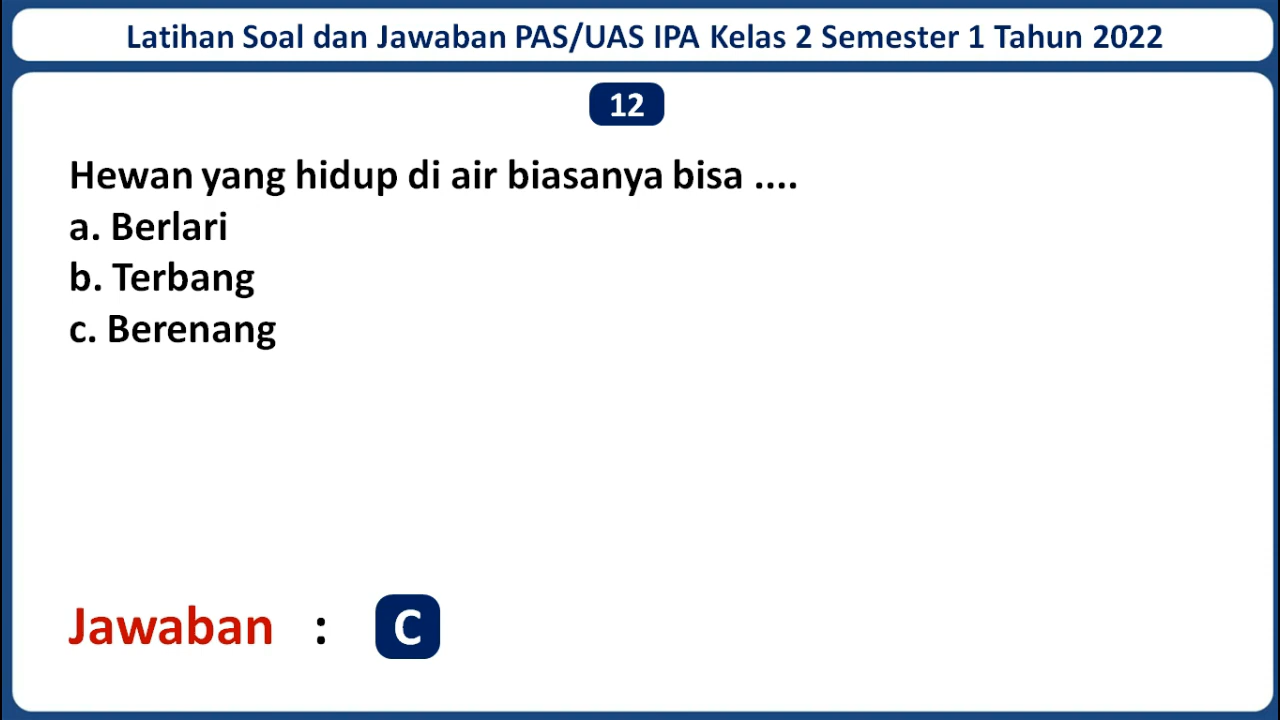 Latihan Soal dan Jawaban PAS/UAS IPA Kelas 2 Semester 1 Tahun 2022
12
Hewan yang hidup di air biasanya bisa ....
a. Berlari
b. Terbang
c. Berenang
Jawaban : C